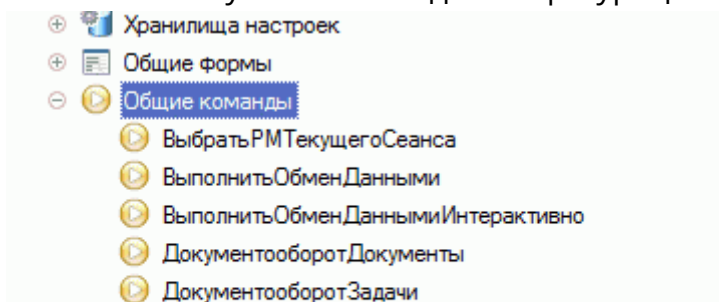 Хранилища настроек
Общие формы
Общие команды
ВыбратьРМТекущегоСеанса
ВыполнитьОбменДанными
ВыполнитьОбменДаннымиИнтерактивно
ДокументооборотДокументы
ДокументооборотЗадачи